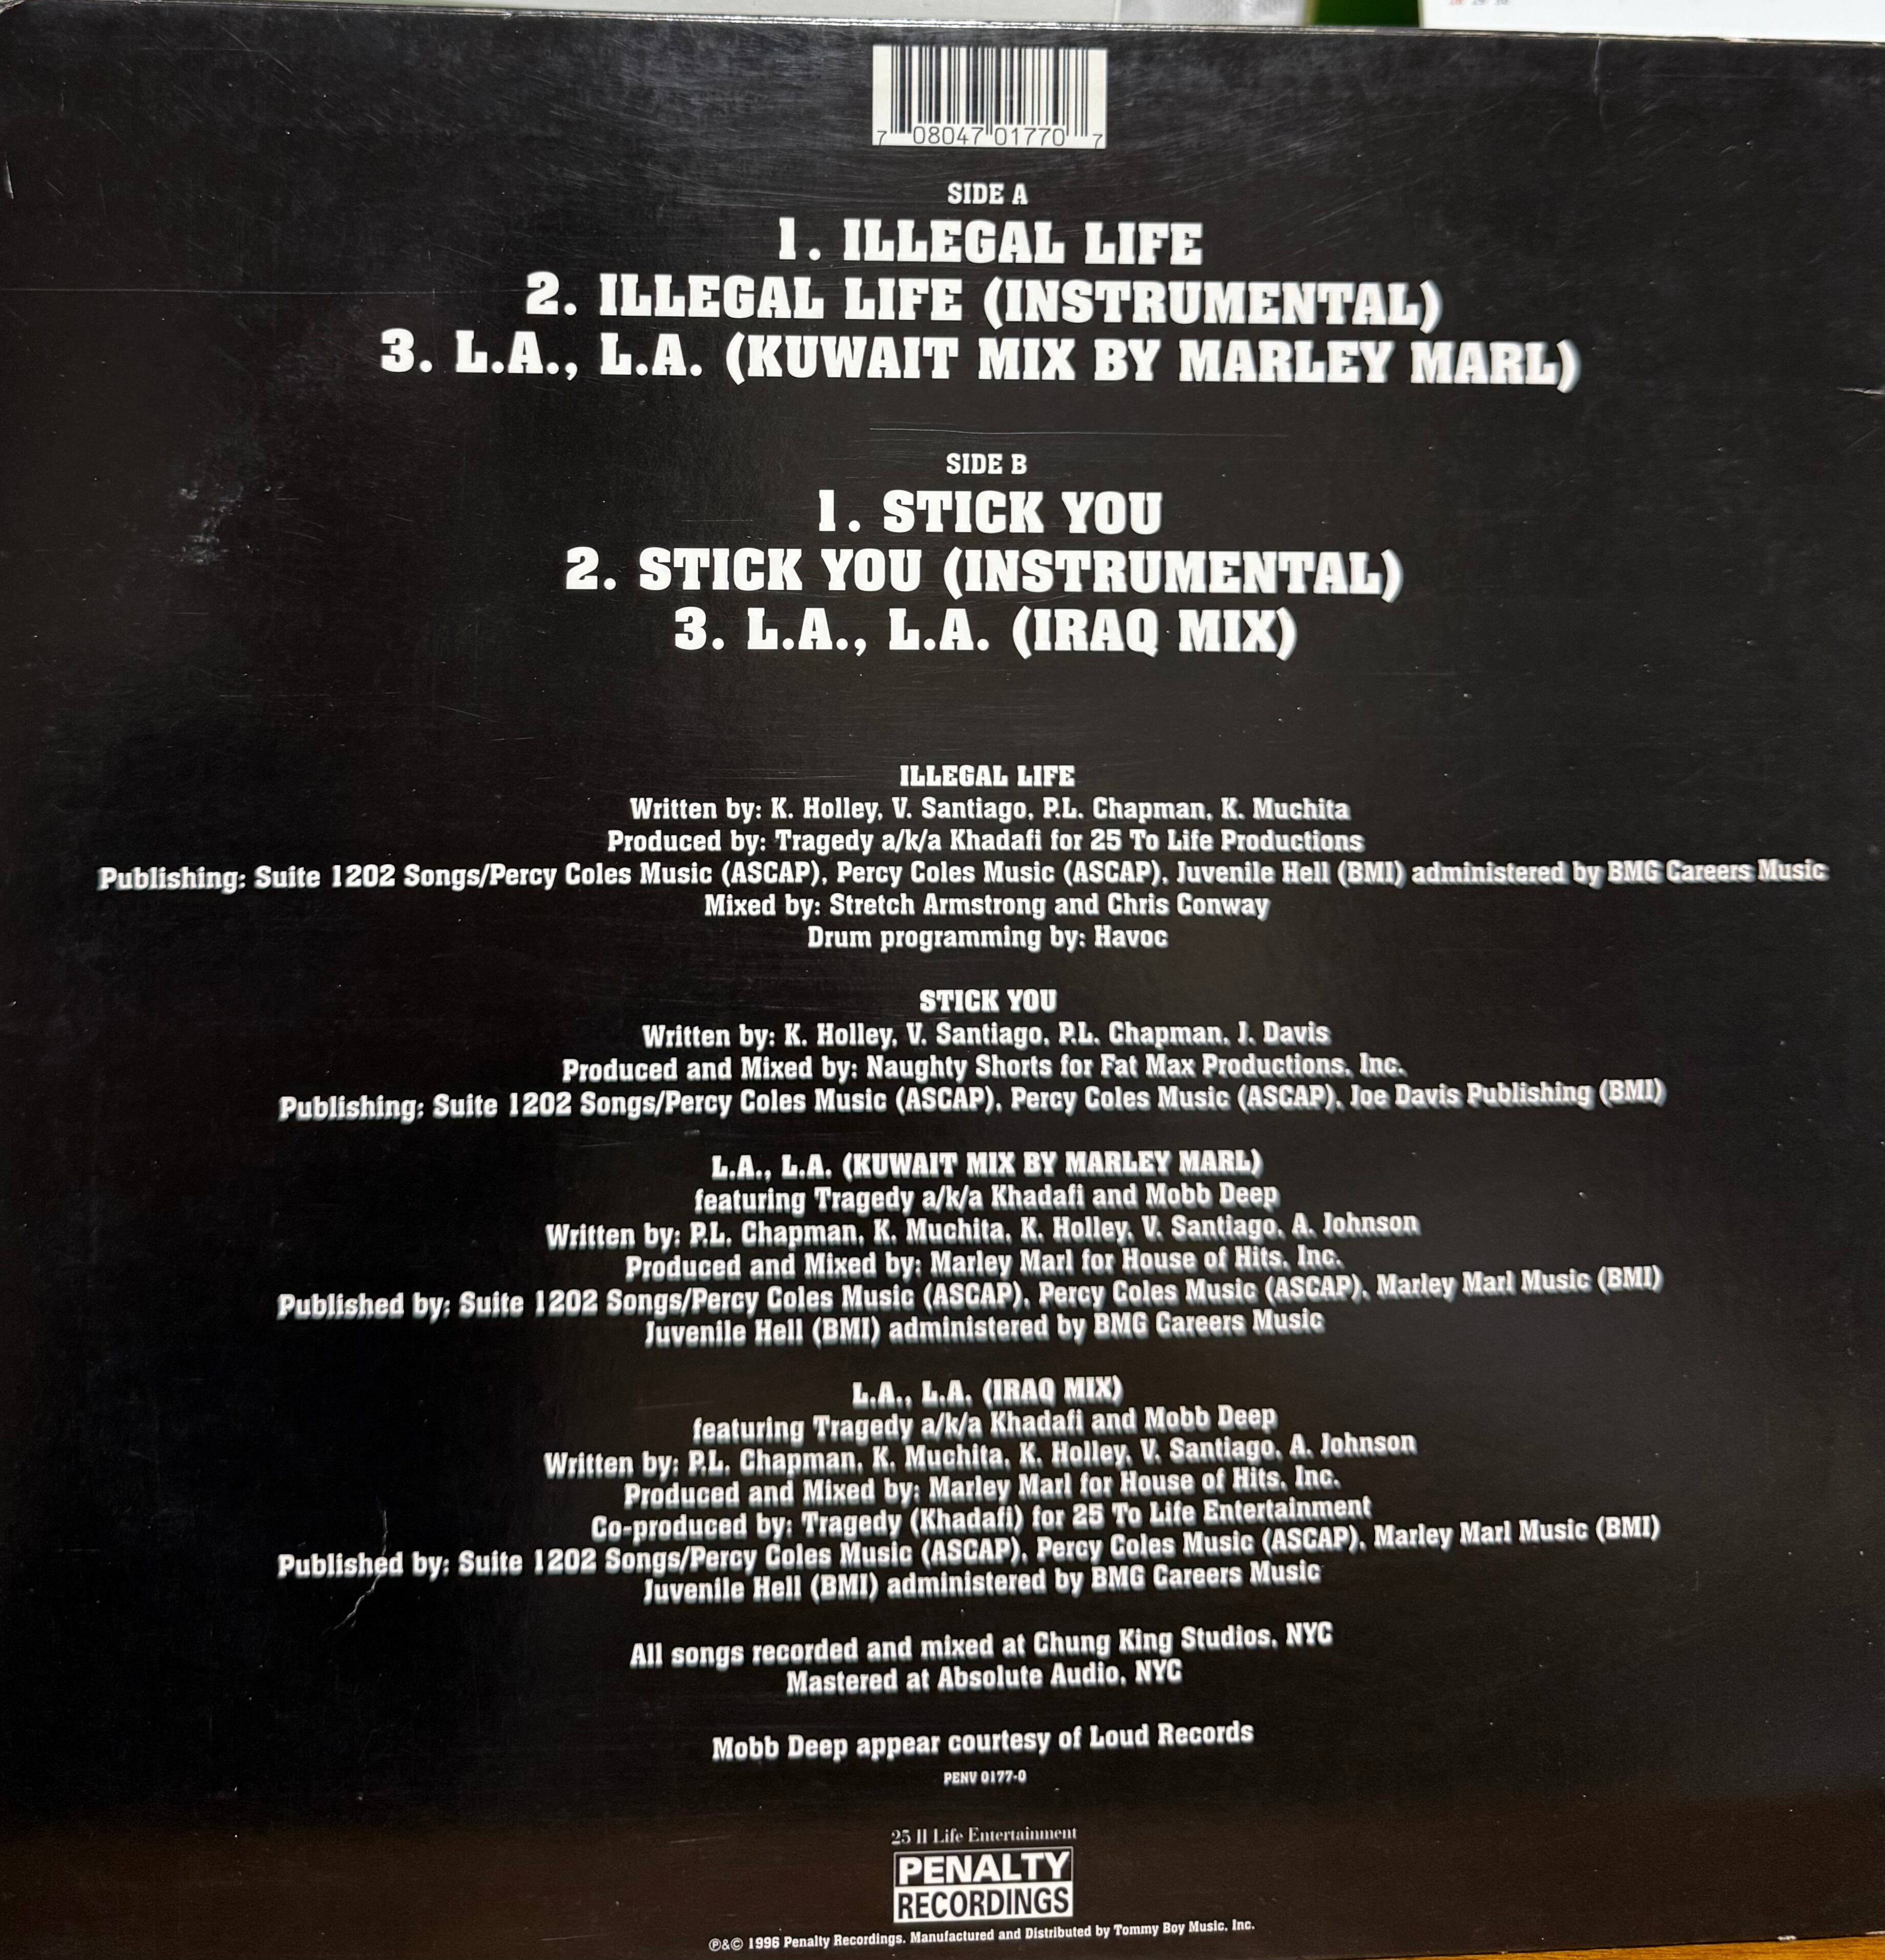 7 08047 01770 7
SIDE A
1. ILLEGAL LIFE
2. ILLEGAL LIFE (INSTRUMENTAL)
3. L.A., L.A. (KUWAIT MIX BY MARLEY MARL)
SIDE B
1. STICK YOU
2. STICK YOU (INSTRUMENTAL)
3. L.A., L.A. (IRAQ MIX)
ILLEGAL LIFE
Written by: K. Holley, V. Santiago, P.L. Chapman, K. Muchita
Produced by: Tragedy a/k/a Khadafi for 25 To Life Productions
Publishing: Suite 1202 Songs/Percy Coles Music (ASCAP), Percy Coles Music (ASCAP), Juvenile Hell (BMI) administered by BMG Careers Music
Mixed by: Stretch Armstrong and Chris Conway
Drum programming by: Havoc
STICK YOU
Written by: K. Holley, V. Santiago, P.L. Chapman, J. Davis
Produced and Mixed by: Naughty Shorts for Fat Max Productions, Inc.
Publishing: Suite 1202 Songs/Percy Coles Music (ASCAP), Percy Coles Music (ASCAP), Joe Davis Publishing (BMI)
L.A., L.A. (KUWAIT MIX BY MARLEY MARL)
featuring Tragedy a/k/a Khadafi and Mobb Deep
Written by: P.L. Chapman, K. Muchita, K. Holley, V. Santiago, A. Johnson
Produced and Mixed by: Marley Marl for House of Hits, Inc.
Published by: Suite 1202 Songs/Percy Coles Music (ASCAP), Percy Coles Music (ASCAP), Marley Marl Music (BMI)
Juvenile Hell (BMI) administered by BMG Careers Music
L.A., L.A. (IRAQ MIX)
featuring Tragedy a/k/a Khadafi and Mobb Deep
Written by: P.L. Chapman, K. Muchita, K. Holley, V. Santiago, A. Johnson
Produced and Mixed by: Marley Marl for House of Hits, Inc.
Co-produced by: Tragedy (Khadafi) for 25 To Life Entertainment
Published by: Suite 1202 Songs/Percy Coles Music (ASCAP), Percy Coles Music (ASCAP), Marley Marl Music (BMI)
Juvenile Hell (BMI) administered by BMG Careers Music
All songs recorded and mixed at Chung King Studios, NYC
Mastered at Absolute Audio, NYC
Mobb Deep appear courtesy of Loud Records
PENV 0177-0
25 II Life Entertainment
PENALTY
RECORDINGS
℗&© 1996 Penalty Recordings. Manufactured and Distributed by Tommy Boy Music, Inc.